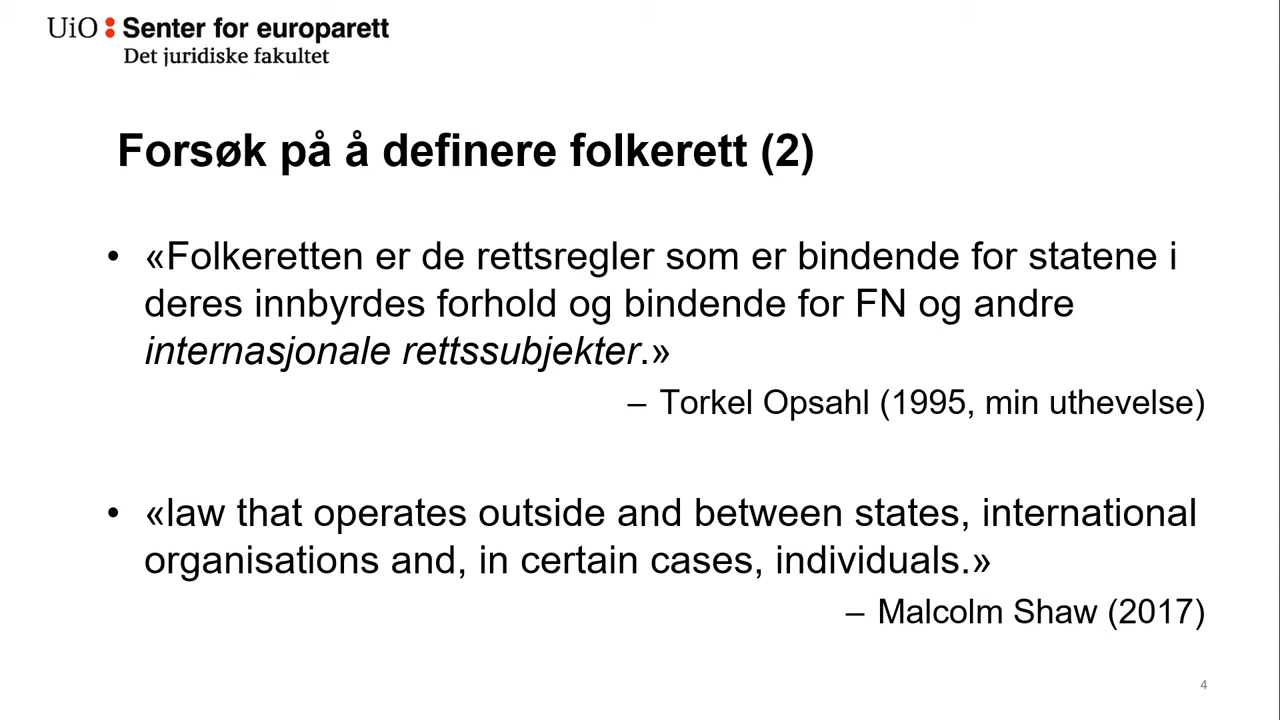 UiO : Senter for europarett
Det juridiske fakultet
Forsøk på å definere folkerett (2)
• «Folkeretten er de rettsregler som er bindende for statene i
deres innbyrdes forhold og bindende for FN og andre
internasjonale rettssubjekter.»
– Torkel Opsahl (1995, min uthevelse)
• «law that operates outside and between states, international
organisations and, in certain cases, individuals.»
– Malcolm Shaw (2017)
4